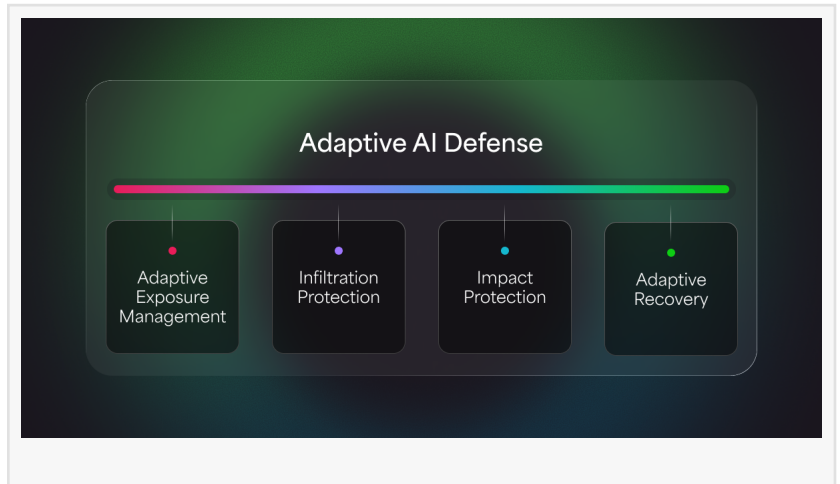 Adaptive AI Defense
Adaptive
Exposure
Management
Infiltration
Protection
Impact
Protection
Adaptive
Recovery